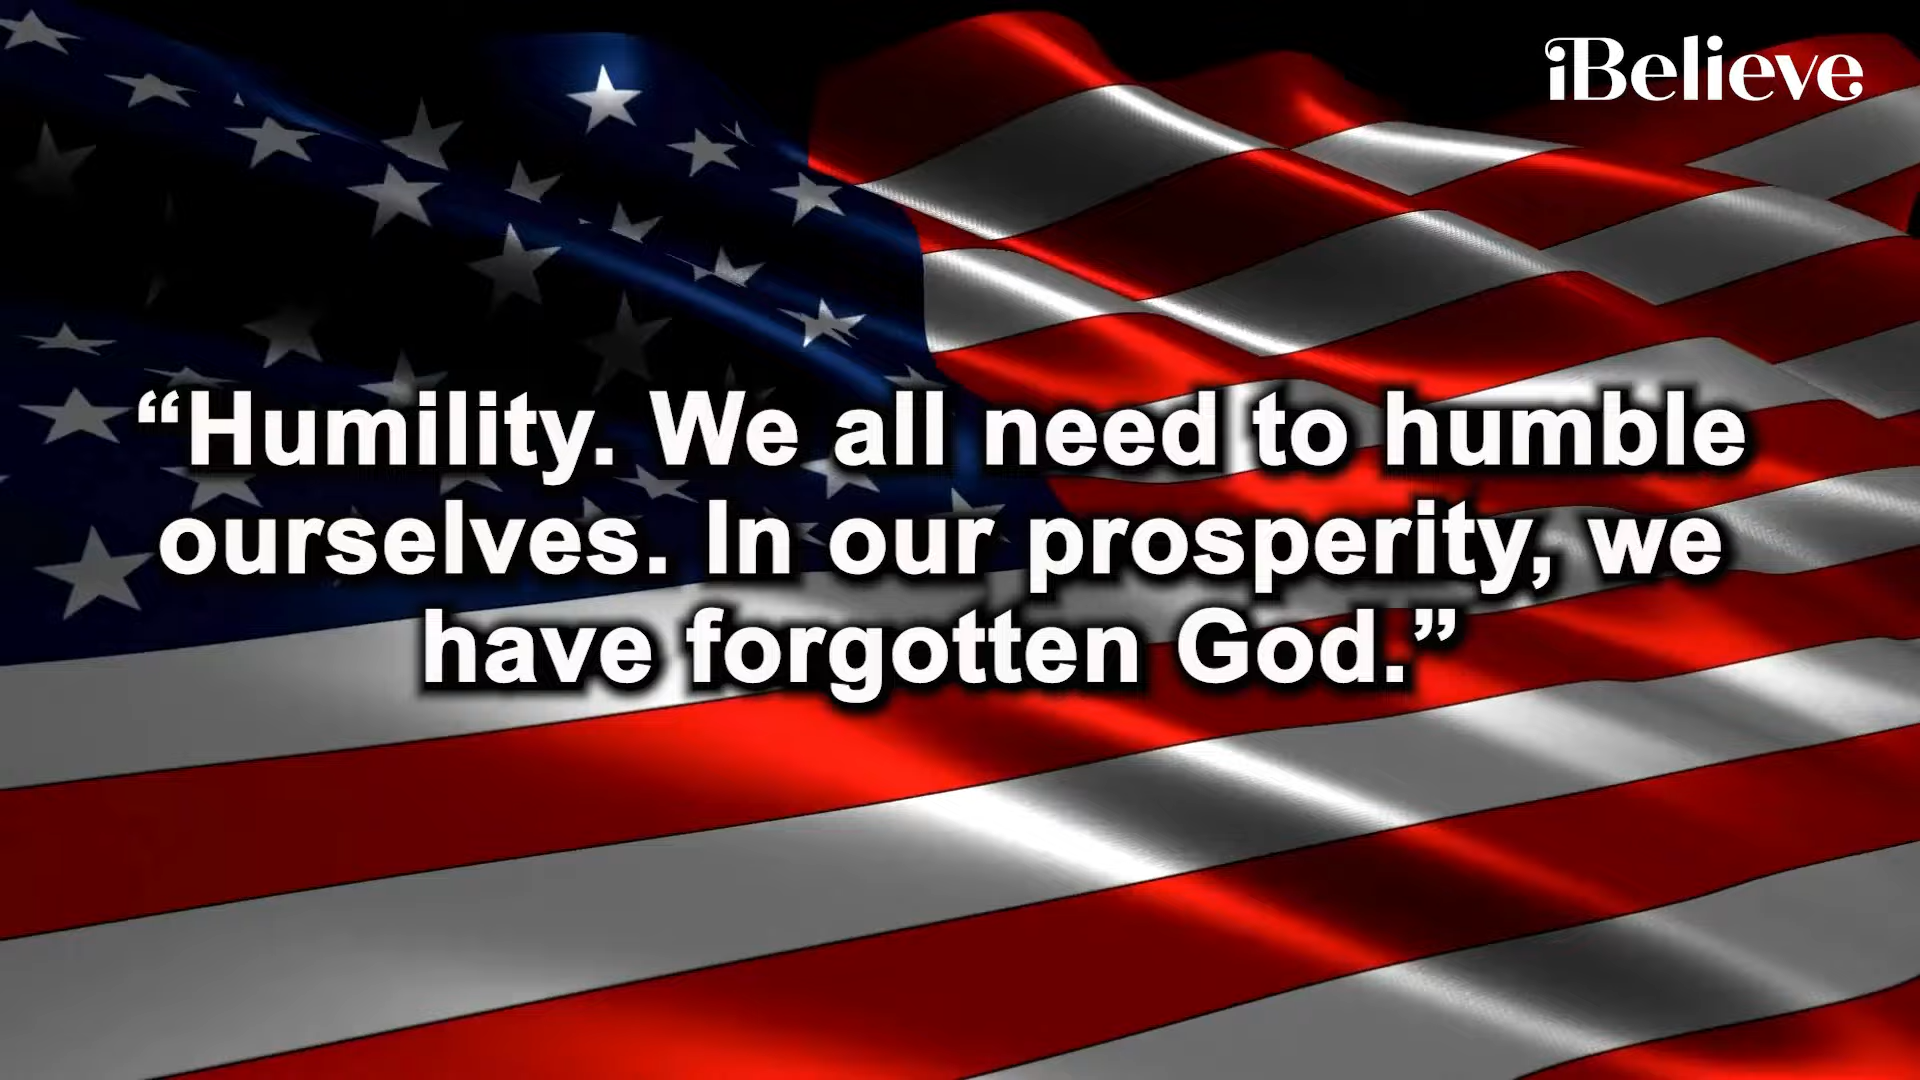 iBelieve
“Humility. We all need to humble
ourselves. In our prosperity, we
have forgotten God.”